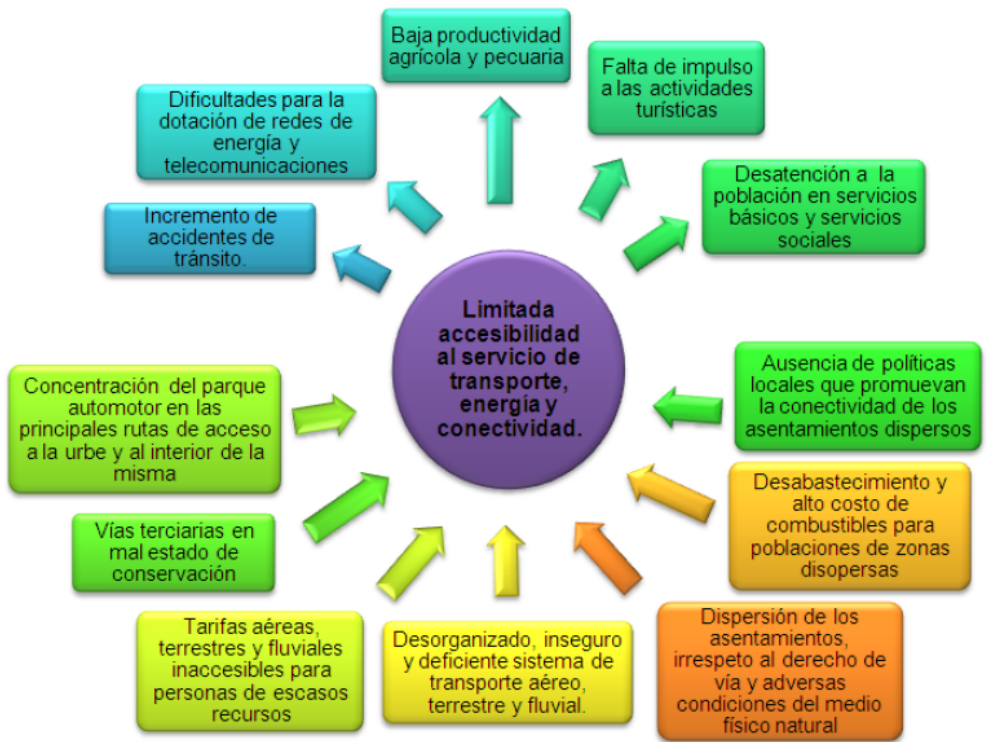 Baja productividad
agrícola y pecuaria
Falta de impulso
a las actividades
turísticas
Dificultades para la
dotación de redes de
energía y
telecomunicaciones
Desatención a la
población en servicios
básicos y servicios
sociales
Incremento de
accidentes de
tránsito.
Limitada
accesibilidad
al servicio de
transporte,
energía y
conectividad.
Concentración del parque
automotor en las
principales rutas de acceso
a la urbe y al interior de la
misma
Ausencia de políticas
locales que promuevan
la conectividad de los
asentamientos dispersos
Vías terciarias en
mal estado de
conservación
Desabastecimiento y
alto costo de
combustibles para
poblaciones de zonas
disopersas
Tarifas aéreas,
terrestres y fluviales
inaccesibles para
personas de escasos
recursos
Desorganizado, inseguro
y deficiente sistema de
transporte aéreo,
terrestre y fluvial.
Dispersión de los
asentamientos,
irrespeto al derecho de
vía y adversas
condiciones del medio
físico natural